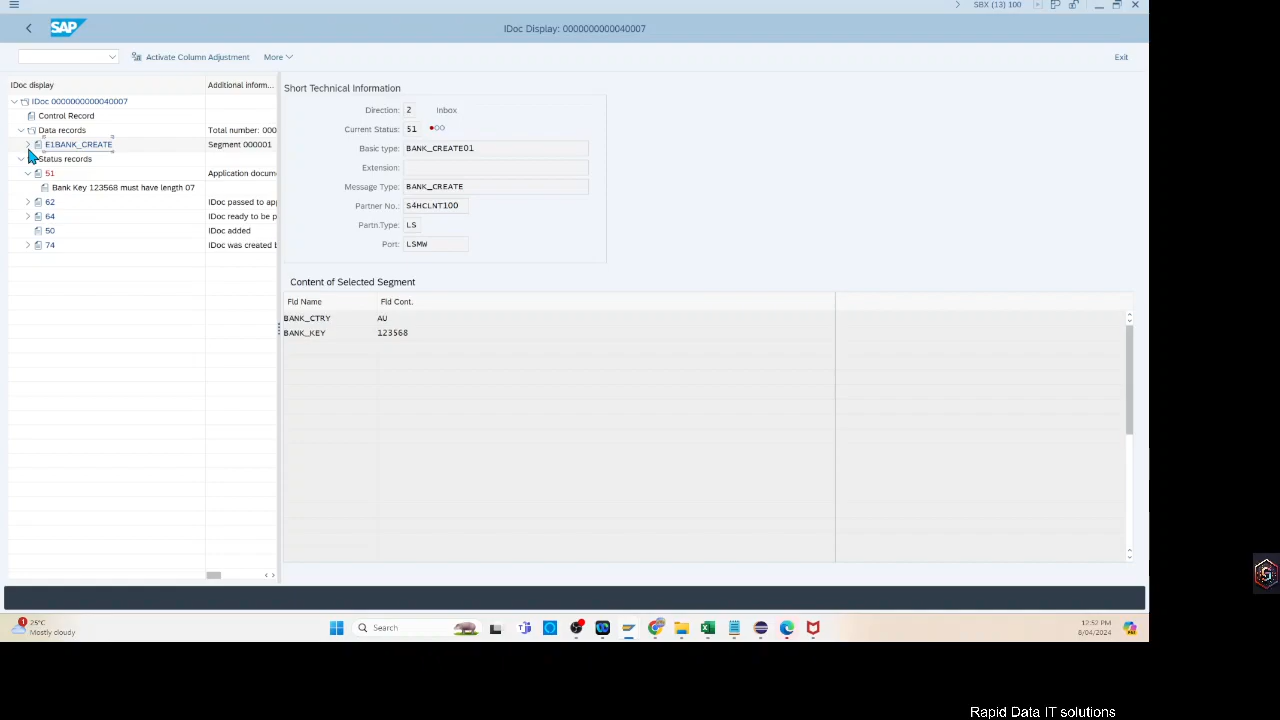 SBX (13) 100
SAP
IDoc Display: 0000000000040007
Activate Column Adjustment
More
Exit
IDoc display
Additional inform...
IDoc 0000000000040007
Control Record
Data records
Total number: 000
E1BANK_CREATE
Segment 000001
Status records
51
Application docum
Bank Key 123568 must have length 07
62
IDoc passed to ap
64
IDoc ready to be p
50
IDoc added
74
IDoc was created b
Short Technical Information
Direction: 2 Inbox
Current Status: 51
Basic type: BANK_CREATE01
Extension:
Message Type: BANK_CREATE
Partner No.: S4HCLNT100
Partn.Type: LS
Port: LSMW
Content of Selected Segment
Fld Name
Fld Cont.
BANK_CTRY
AU
BANK_KEY
123568
1
25°C
Mostly cloudy
Search
12:52 PM
8/04/2024
Rapid Data IT solutions